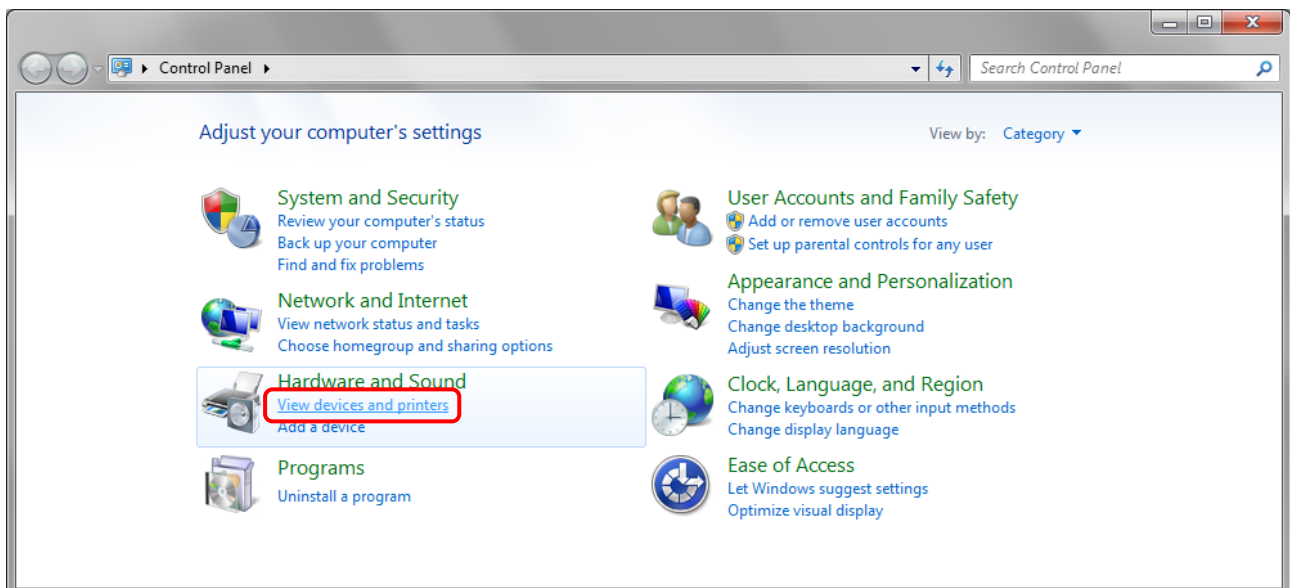 Control Panel
Search Control Panel
Adjust your computer's settings
View by: Category
System and Security
Review your computer's status
Back up your computer
Find and fix problems
Network and Internet
View network status and tasks
Choose homegroup and sharing options
Hardware and Sound
View devices and printers
Add a device
Programs
Uninstall a program
User Accounts and Family Safety
Add or remove user accounts
Set up parental controls for any user
Appearance and Personalization
Change the theme
Change desktop background
Adjust screen resolution
Clock, Language, and Region
Change keyboards or other input methods
Change display language
Ease of Access
Let Windows suggest settings
Optimize visual display